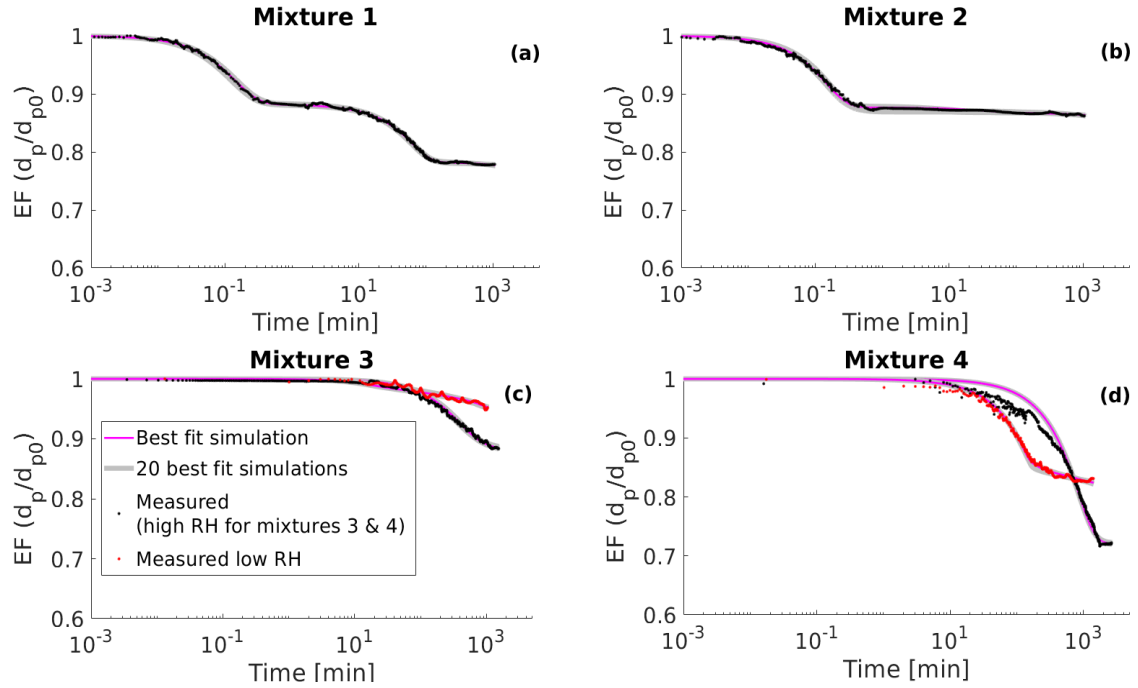 Mixture 1
(a)
EF (d_p/d_p0)
1
0.9
0.8
0.7
0.6
10^-3 10^-1 10^1 10^3
Time [min]
Mixture 2
(b)
EF (d_p/d_p0)
1
0.9
0.8
0.7
0.6
10^-3 10^-1 10^1 10^3
Time [min]
Mixture 3
(c)
EF (d_p/d_p0)
1
0.9
0.8
0.7
0.6
Best fit simulation
20 best fit simulations
Measured
(high RH for mixtures 3 & 4)
Measured low RH
10^-3 10^-1 10^1 10^3
Time [min]
Mixture 4
(d)
EF (d_p/d_p0)
1
0.9
0.8
0.7
0.6
10^-3 10^-1 10^1 10^3
Time [min]